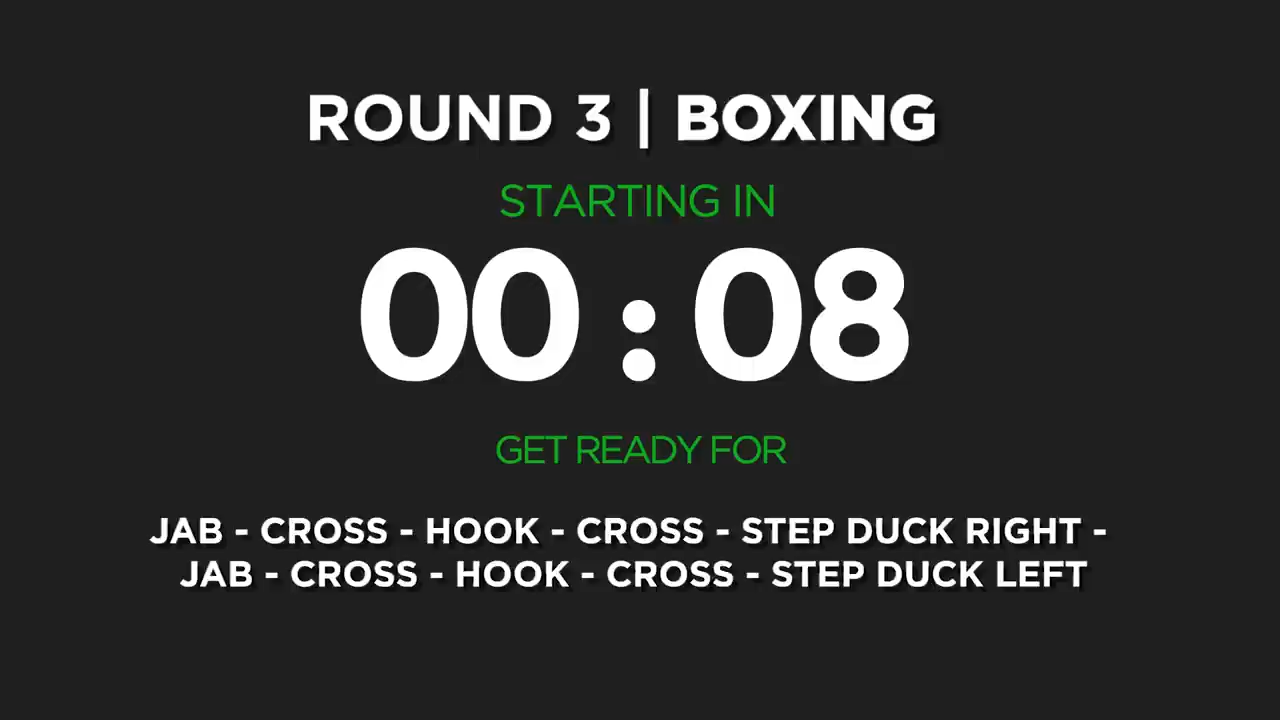 ROUND 3 | BOXING
STARTING IN
00 : 08
GET READY FOR
JAB - CROSS - HOOK - CROSS - STEP DUCK RIGHT -
JAB - CROSS - HOOK - CROSS - STEP DUCK LEFT